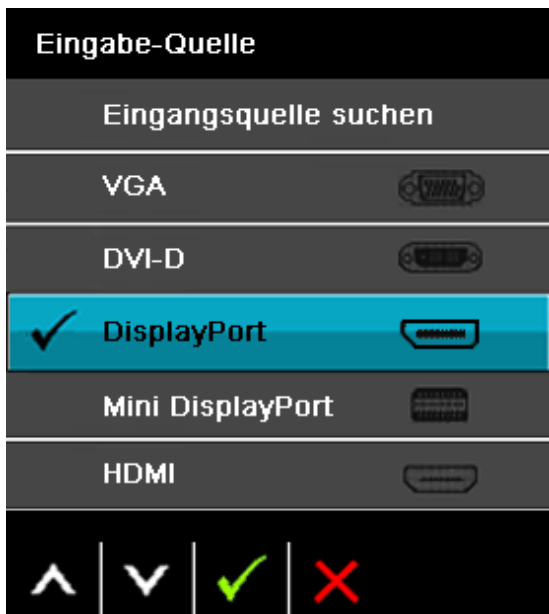 Eingabe-Quelle
Eingangsquelle suchen
VGA
DVI-D
DisplayPort
Mini DisplayPort
HDMI